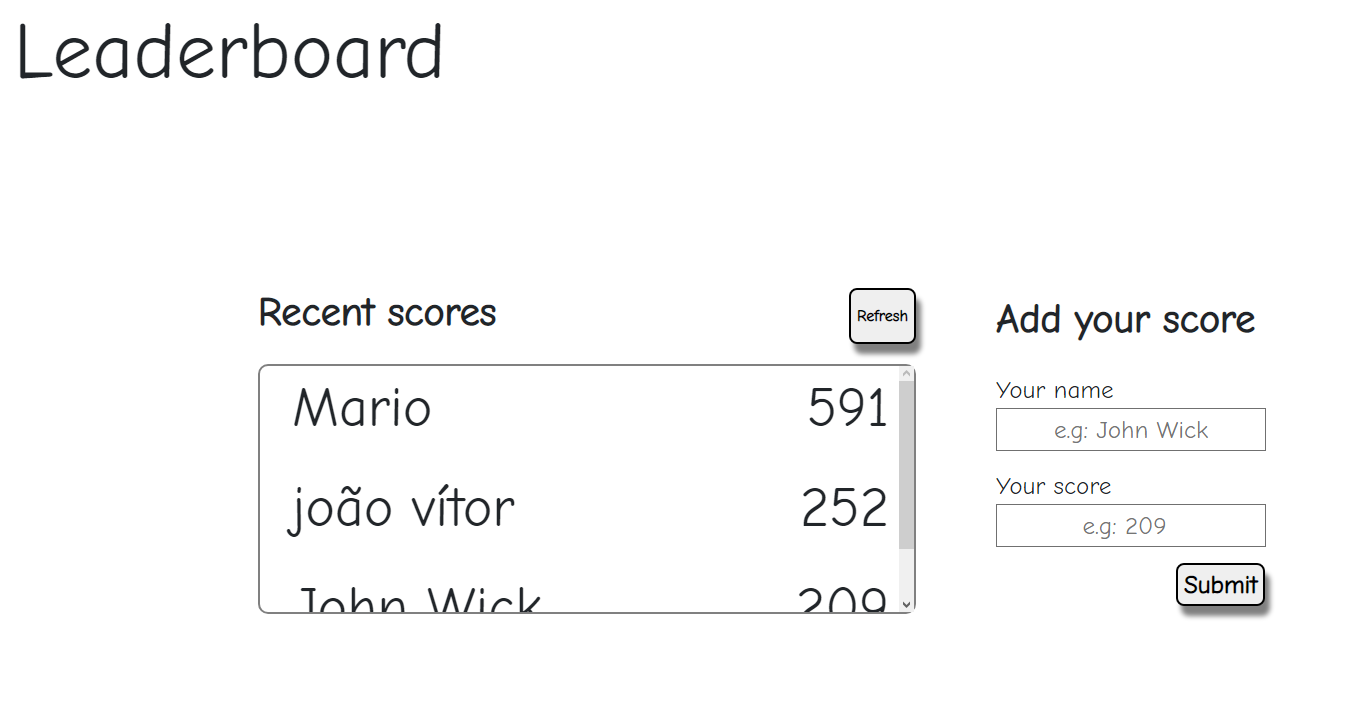 Leaderboard
Recent scores
Refresh
Mario 591
joão vítor 252
John Wick 209
Add your score
Your name
e.g: John Wick
Your score
e.g: 209
Submit